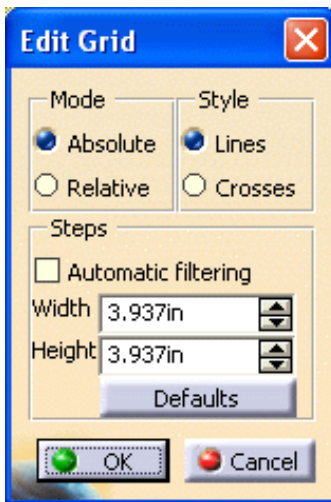 Edit Grid
Mode Style
Absolute Lines
Relative Crosses
Steps
Automatic filtering
Width 3.937in
Height 3.937in
Defaults
OK Cancel